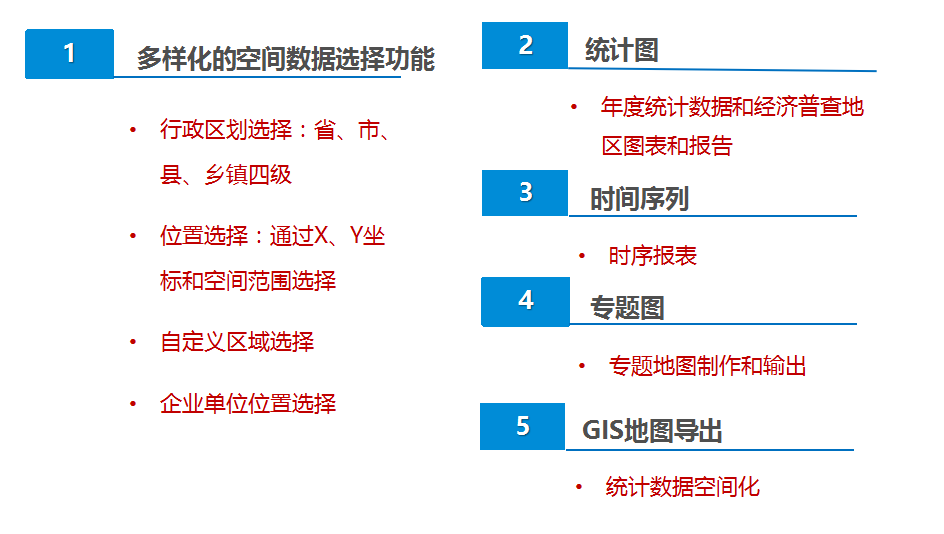 1
多样化的空间数据选择功能
• 行政区划选择：省、市、
县、乡镇四级
• 位置选择：通过X、Y坐
标和空间范围选择
• 自定义区域选择
• 企业单位位置选择
2
统计图
• 年度统计数据和经济普查地
区图表和报告
3
时间序列
• 时序报表
4
专题图
• 专题地图制作和输出
5
GIS地图导出
• 统计数据空间化